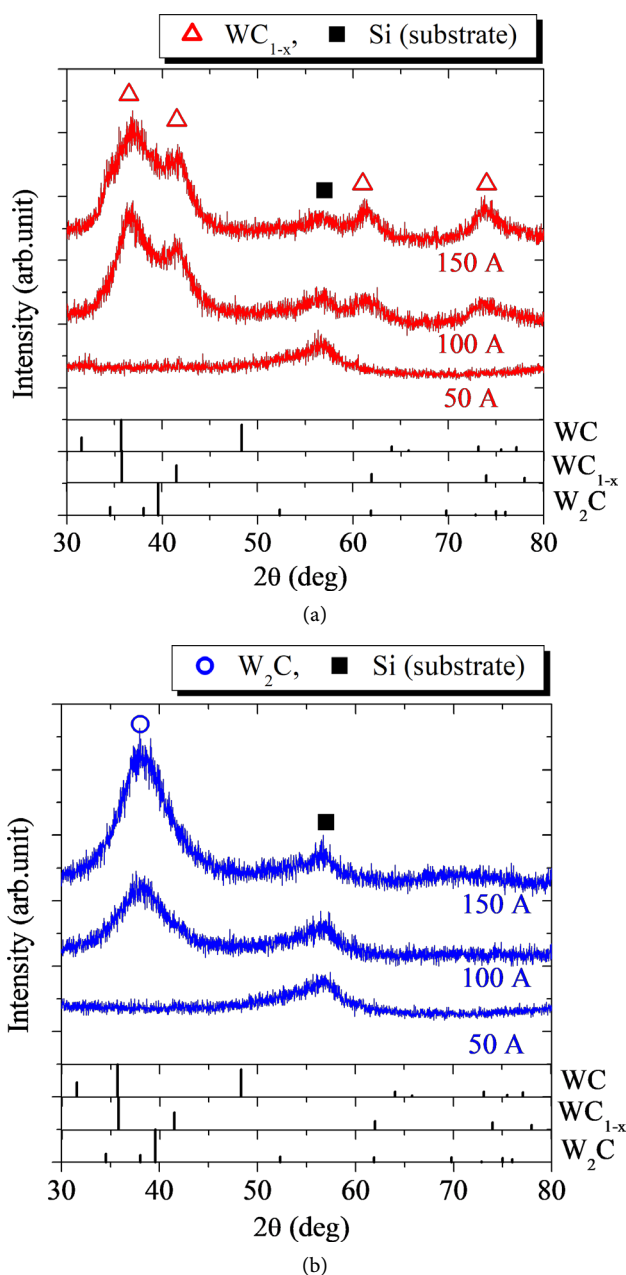 △ WC1-x, ■ Si (substrate)
Intensity (arb.unit)
150 A
100 A
50 A
WC
WC1-x
W2C
30 40 50 60 70 80
2θ (deg)
(a)
○ W2C, ■ Si (substrate)
Intensity (arb.unit)
150 A
100 A
50 A
WC
WC1-x
W2C
30 40 50 60 70 80
2θ (deg)
(b)